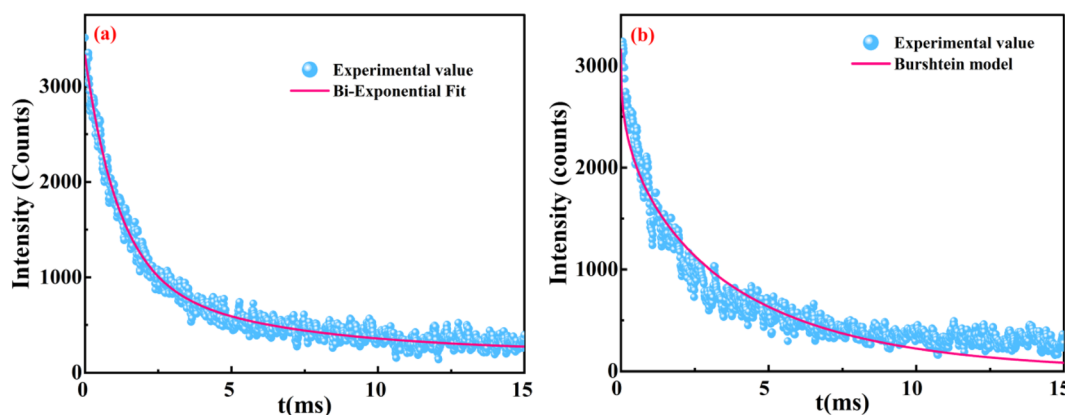 (a)
Experimental value
Bi-Exponential Fit
Intensity (Counts)
3000
2000
1000
0
0 5 10 15
t(ms)
(b)
Experimental value
Burshtein model
Intensity (counts)
3000
2000
1000
0
0 5 10 15
t(ms)